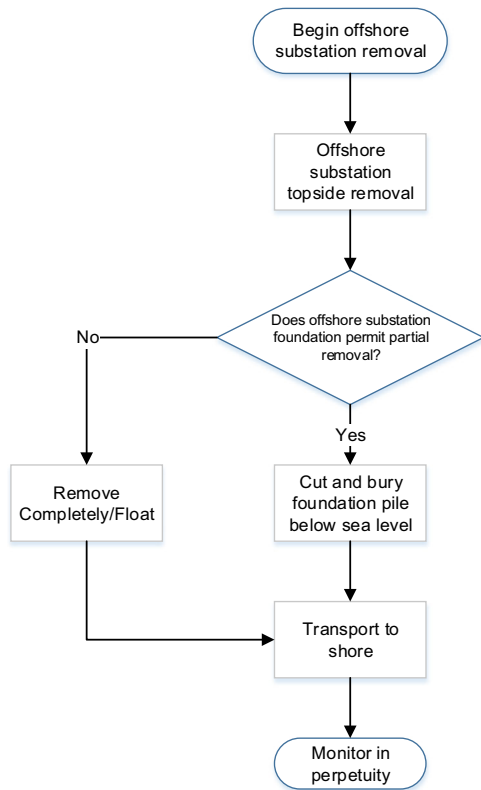 Begin offshore
substation removal
Offshore
substation
topside removal
Does offshore substation
foundation permit partial
removal?
No
Yes
Remove
Completely/Float
Cut and bury
foundation pile
below sea level
Transport to
shore
Monitor in
perpetuity